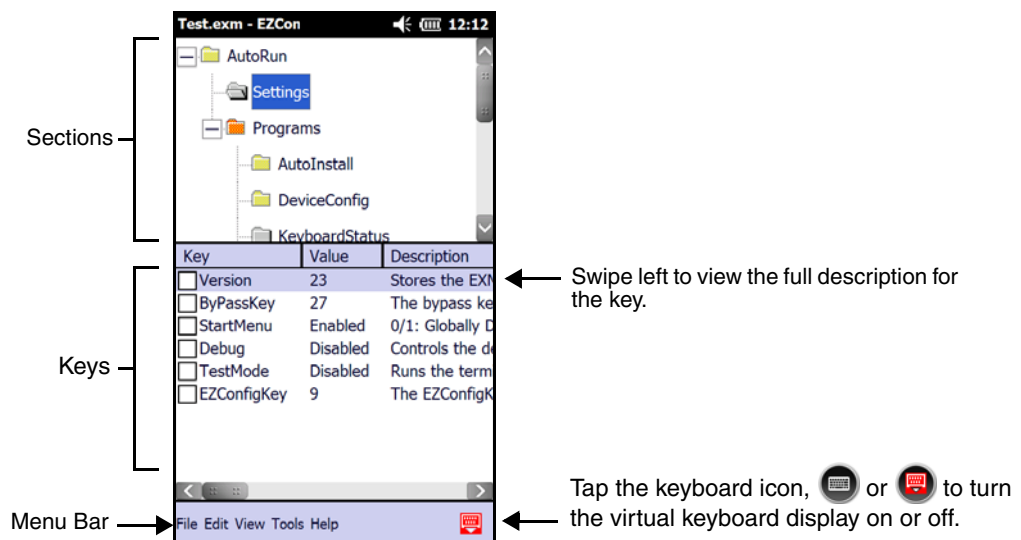 Test.exm - EZCon 12:12
AutoRun
Settings
Programs
AutoInstall
DeviceConfig
KeyboardStatus
Sections
Key Value Description
Version 23 Stores the EXM
ByPassKey 27 The bypass ke
StartMenu Enabled 0/1: Globally D
Debug Disabled Controls the de
TestMode Disabled Runs the term
EZConfigKey 9 The EZConfigK
Swipe left to view the full description for
the key.
Keys
File Edit View Tools Help
Menu Bar
Tap the keyboard icon, or to turn
the virtual keyboard display on or off.